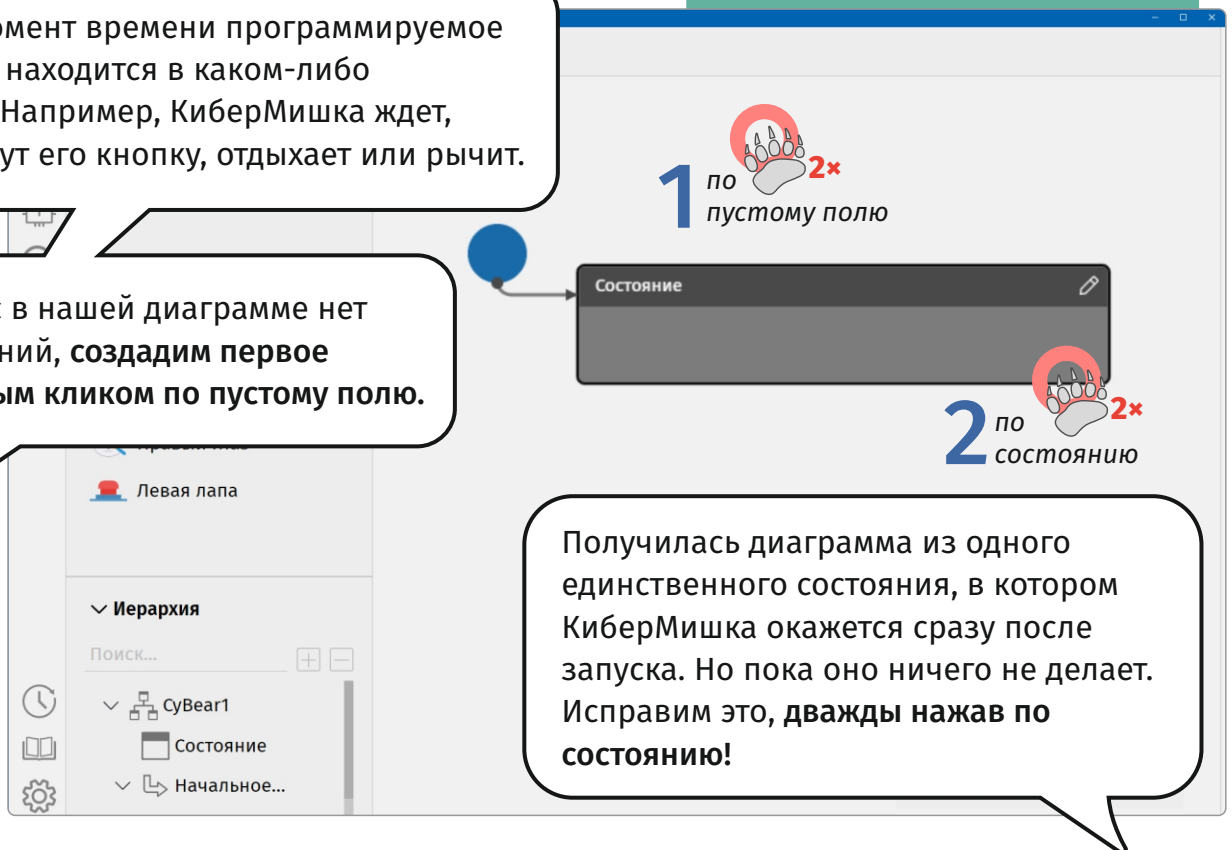 омент времени программируемое
находится в каком-либо
Например, КиберМишка ждет,
ут его кнопку, отдыхает или рычит.
1 по 2×
пустому полю
в нашей диаграмме нет
ний, создадим первое
ым кликом по пустому полю.
Состояние
2 по 2×
состоянию
Левая лапа
Получилась диаграмма из одного
единственного состояния, в котором
КиберМишка окажется сразу после
запуска. Но пока оно ничего не делает.
Исправим это, дважды нажав по
состоянию!
Иерархия
Поиск...
CyBear1
Состояние
Начальное...